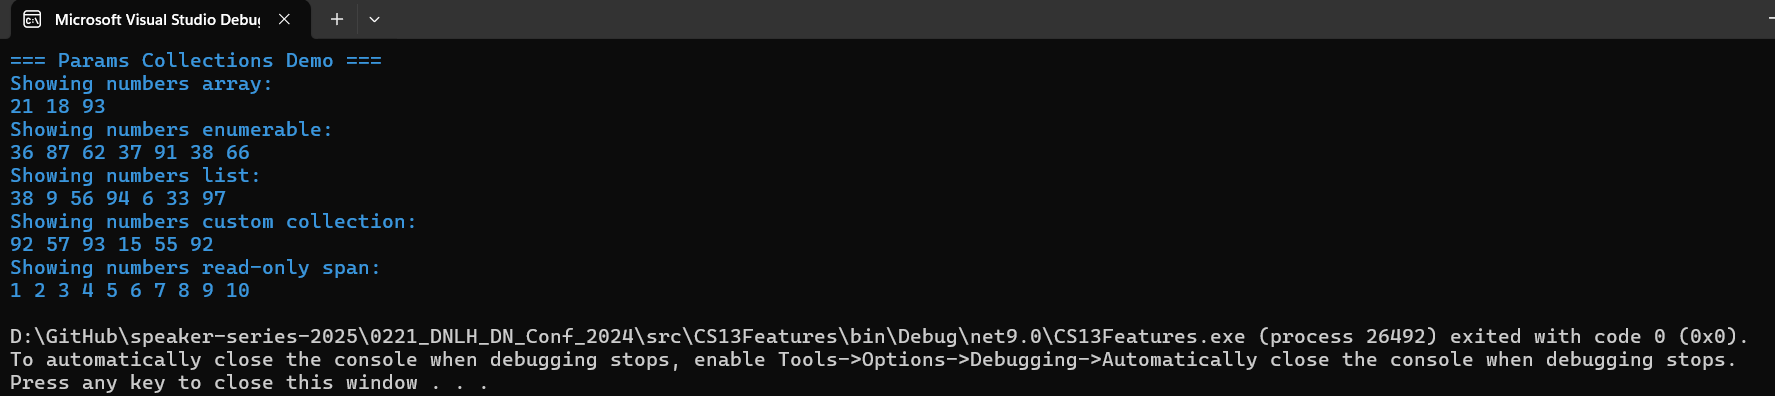 Microsoft Visual Studio Debug
=== Params Collections Demo ===
Showing numbers array:
21 18 93
Showing numbers enumerable:
36 87 62 37 91 38 66
Showing numbers list:
38 9 56 94 6 33 97
Showing numbers custom collection:
92 57 93 15 55 92
Showing numbers read-only span:
1 2 3 4 5 6 7 8 9 10
D:\GitHub\speaker-series-2025\0221_DNLH_DN_Conf_2024\src\CS13Features\bin\Debug\net9.0\CS13Features.exe (process 26492) exited with code 0 (0x0).
To automatically close the console when debugging stops, enable Tools->Options->Debugging->Automatically close the console when debugging stops.
Press any key to close this window . . .